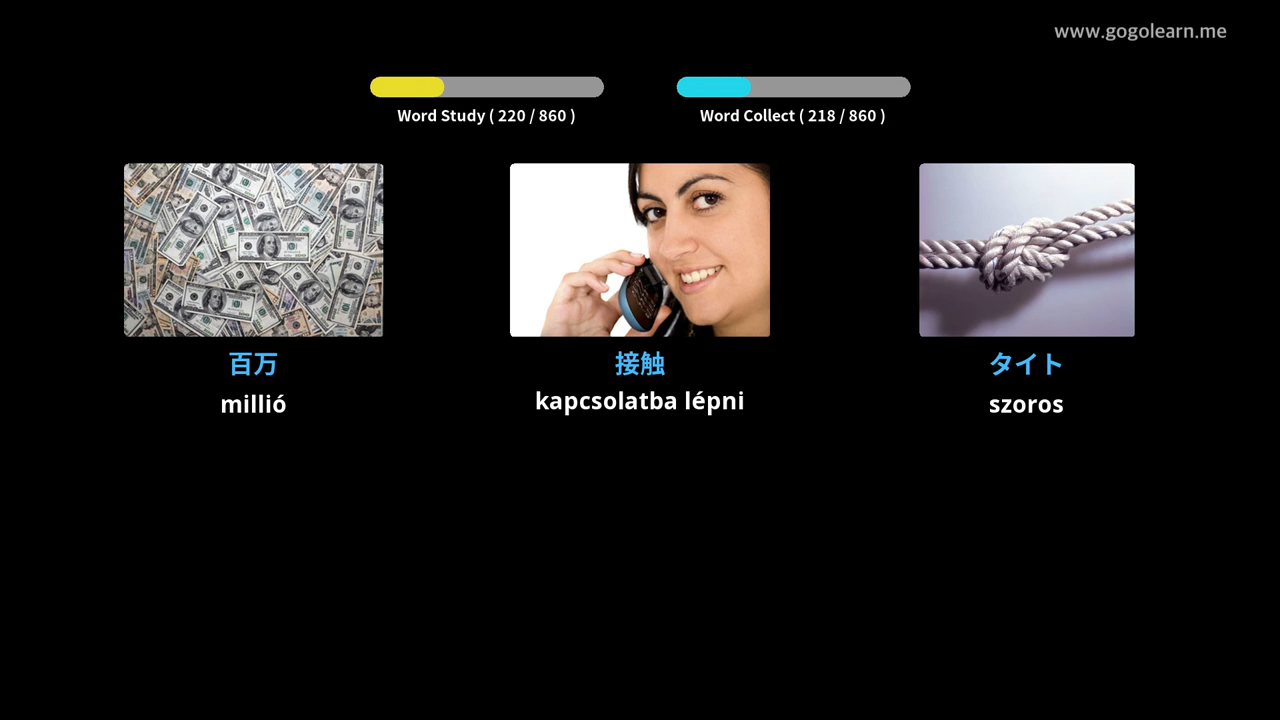 www.gogolearn.me
Word Study ( 220 / 860 )
Word Collect ( 218 / 860 )
百万
接触
タイト
millió
kapcsolatba lépni
szoros